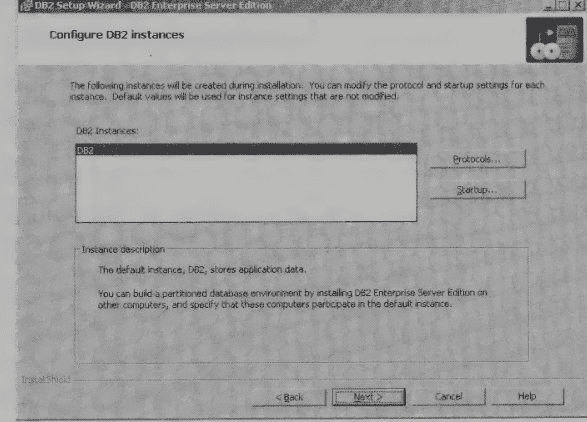 DB2 Setup Wizard - DB2 Enterprise Server Edition
Configure DB2 instances
The following instances will be created during installation. You can modify the protocol and startup settings for each
instance. Default values will be used for instance settings that are not modified.
DB2 Instances:
DB2
Protocols...
Startup...
Instance description
The default instance, DB2, stores application data.
You can build a partitioned database environment by installing DB2 Enterprise Server Edition on
other computers, and specify that these computers participate in the default instance.
InstallShield
< Back
Next >
Cancel
Help